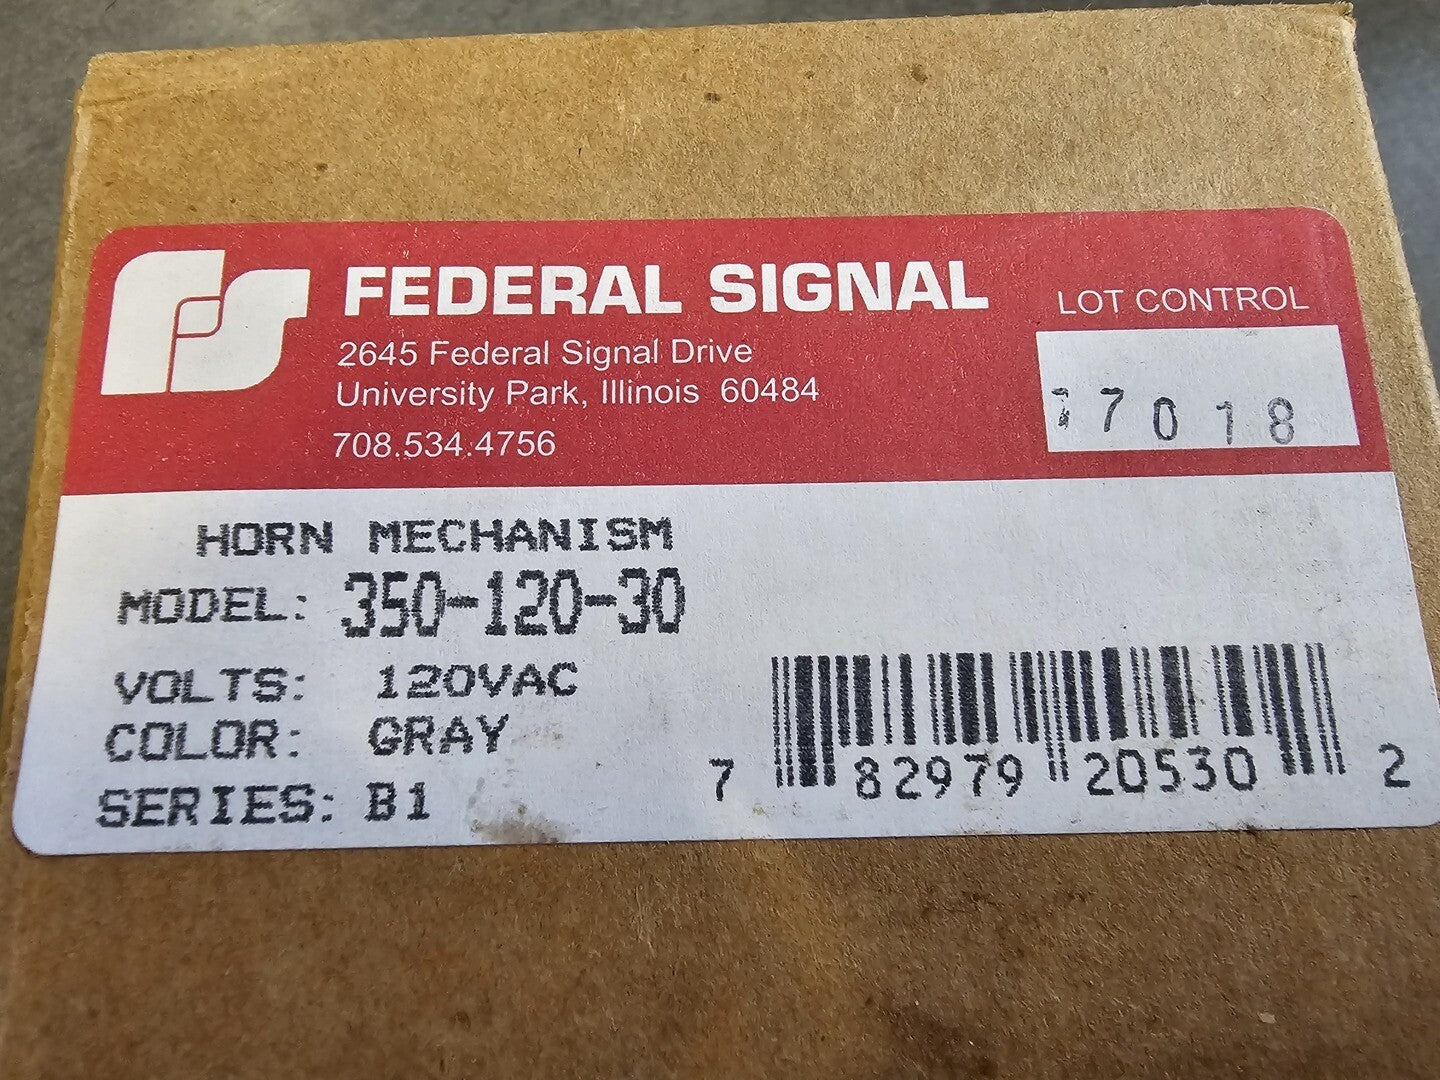 FEDERAL SIGNAL
2645 Federal Signal Drive
University Park, Illinois 60484
708.534.4756
LOT CONTROL
17018
HORN MECHANISM
MODEL: 350-120-30
VOLTS: 120VAC
COLOR: GRAY
SERIES: B1
7 82979 20530 2